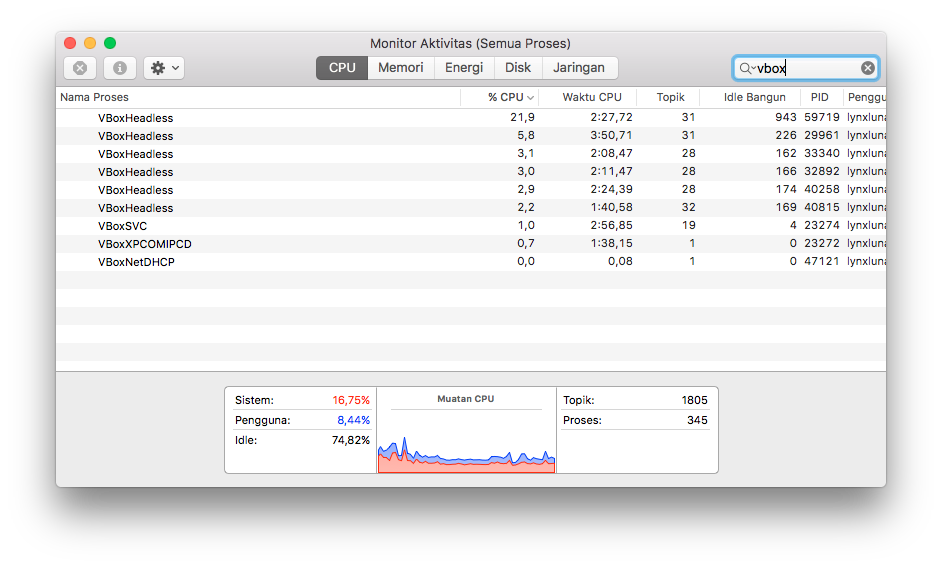 Monitor Aktivitas (Semua Proses)
CPU Memori Energi Disk Jaringan vbox
Nama Proses % CPU Waktu CPU Topik Idle Bangun PID Penggu
VBoxHeadless 21,9 2:27,72 31 943 59719 lynxluna
VBoxHeadless 5,8 3:50,71 31 226 29961 lynxluna
VBoxHeadless 3,1 2:08,47 28 162 33340 lynxluna
VBoxHeadless 3,0 2:11,47 28 166 32892 lynxluna
VBoxHeadless 2,9 2:24,39 28 174 40258 lynxluna
VBoxHeadless 2,2 1:40,58 32 169 40815 lynxluna
VBoxSVC 1,0 2:56,85 19 4 23274 lynxluna
VBoxXPCOMIPCD 0,7 1:38,15 1 0 23272 lynxluna
VBoxNetDHCP 0,0 0,08 1 0 47121 lynxluna
Sistem: 16,75%
Pengguna: 8,44%
Idle: 74,82%
Muatan CPU
Topik: 1805
Proses: 345